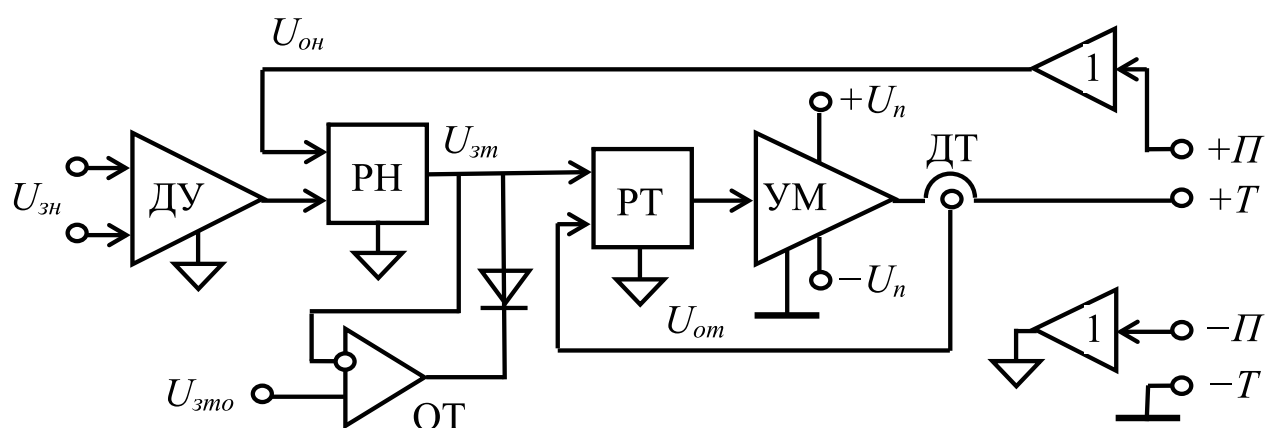 U_он
1
+U_п
ДТ
U_зт
+П
РН
ДУ
РТ
УМ
+Т
U_зн
−U_п
U_от
1
−П
−Т
U_зто
ОТ